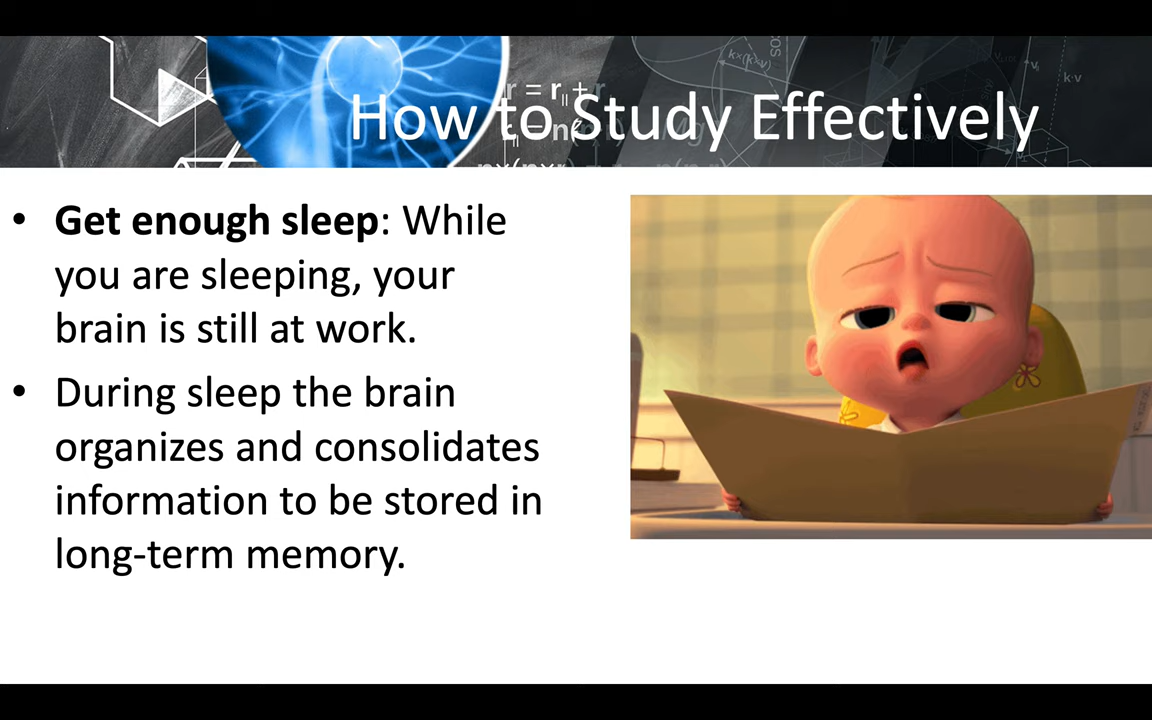 How to Study Effectively
• Get enough sleep: While
you are sleeping, your
brain is still at work.
• During sleep the brain
organizes and consolidates
information to be stored in
long-term memory.